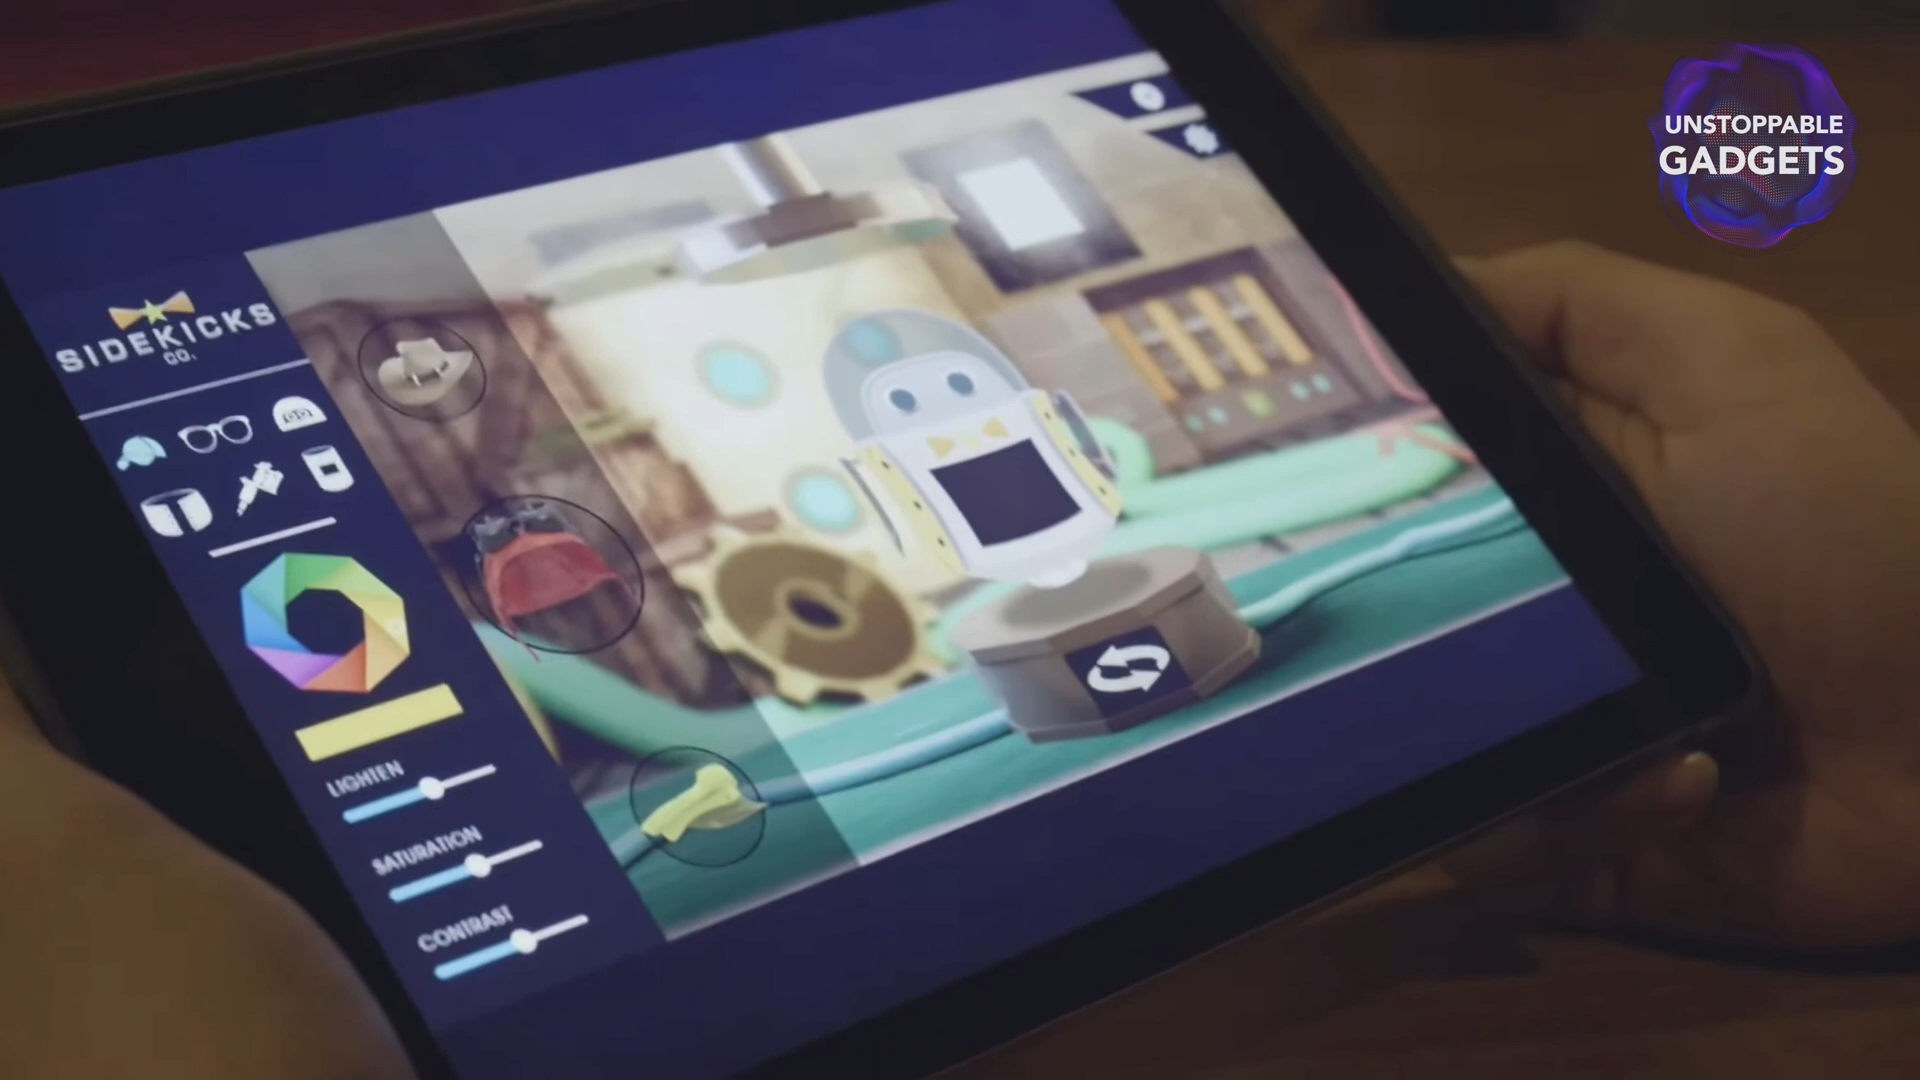 UNSTOPPABLE
GADGETS
SIDEKICKS
CO.
LIGHTEN
SATURATION
CONTRAST